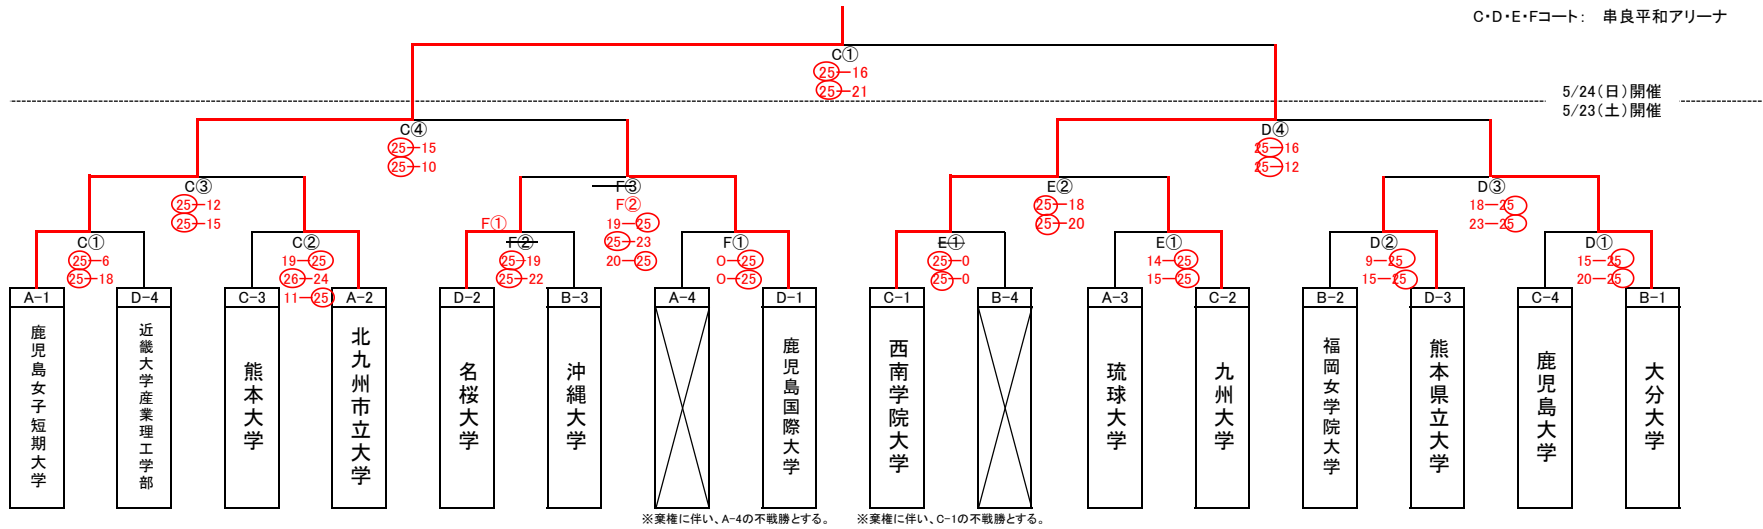 C・D・E・Fコート： 串良平和アリーナ
C①
25―16
25―21
5/24(日)開催
5/23(土)開催
C④
25―15
25―10
D④
25―16
25―12
C③
25―12
25―15
F③
F②
19―25
25―23
20―25
E②
25―18
25―20
D③
18―25
23―25
C①
25―6
25―18
C②
19―25
26―24
11―25
F①
F②
25―19
25―22
F①
0―25
0―25
E①
25―0
25―0
E①
14―25
15―25
D②
9―25
15―25
D①
15―25
20―25
A-1
D-4
C-3
A-2
D-2
B-3
A-4
D-1
C-1
B-4
A-3
C-2
B-2
D-3
C-4
B-1
鹿児島女子短期大学
近畿大学産業理工学部
熊本大学
北九州市立大学
名桜大学
沖縄大学
鹿児島国際大学
西南学院大学
琉球大学
九州大学
福岡女学院大学
熊本県立大学
鹿児島大学
大分大学
※棄権に伴い、A-4の不戦勝とする。
※棄権に伴い、C-1の不戦勝とする。